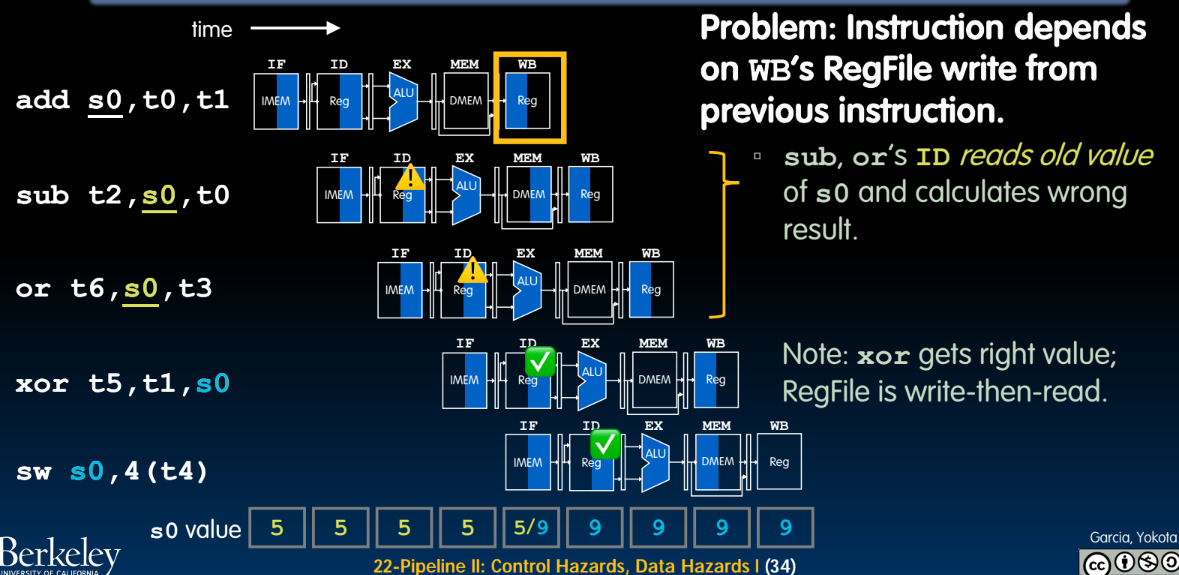 time
Problem: Instruction depends
on WB's RegFile write from
previous instruction.
IF ID EX MEM WB
add s0,t0,t1
IMEM Reg ALU DMEM Reg
▫ sub, or's ID reads old value
of s0 and calculates wrong
result.
IF ID EX MEM WB
sub t2,s0,t0
IMEM Reg ALU DMEM Reg
IF ID EX MEM WB
or t6,s0,t3
IMEM Reg ALU DMEM Reg
Note: xor gets right value;
RegFile is write-then-read.
IF ID EX MEM WB
xor t5,t1,s0
IMEM Reg ALU DMEM Reg
IF ID EX MEM WB
sw s0,4(t4)
IMEM Reg ALU DMEM Reg
s0 value 5 5 5 5 5/9 9 9 9 9
Berkeley
UNIVERSITY OF CALIFORNIA
22-Pipeline II: Control Hazards, Data Hazards I (34)
Garcia, Yokota
cc